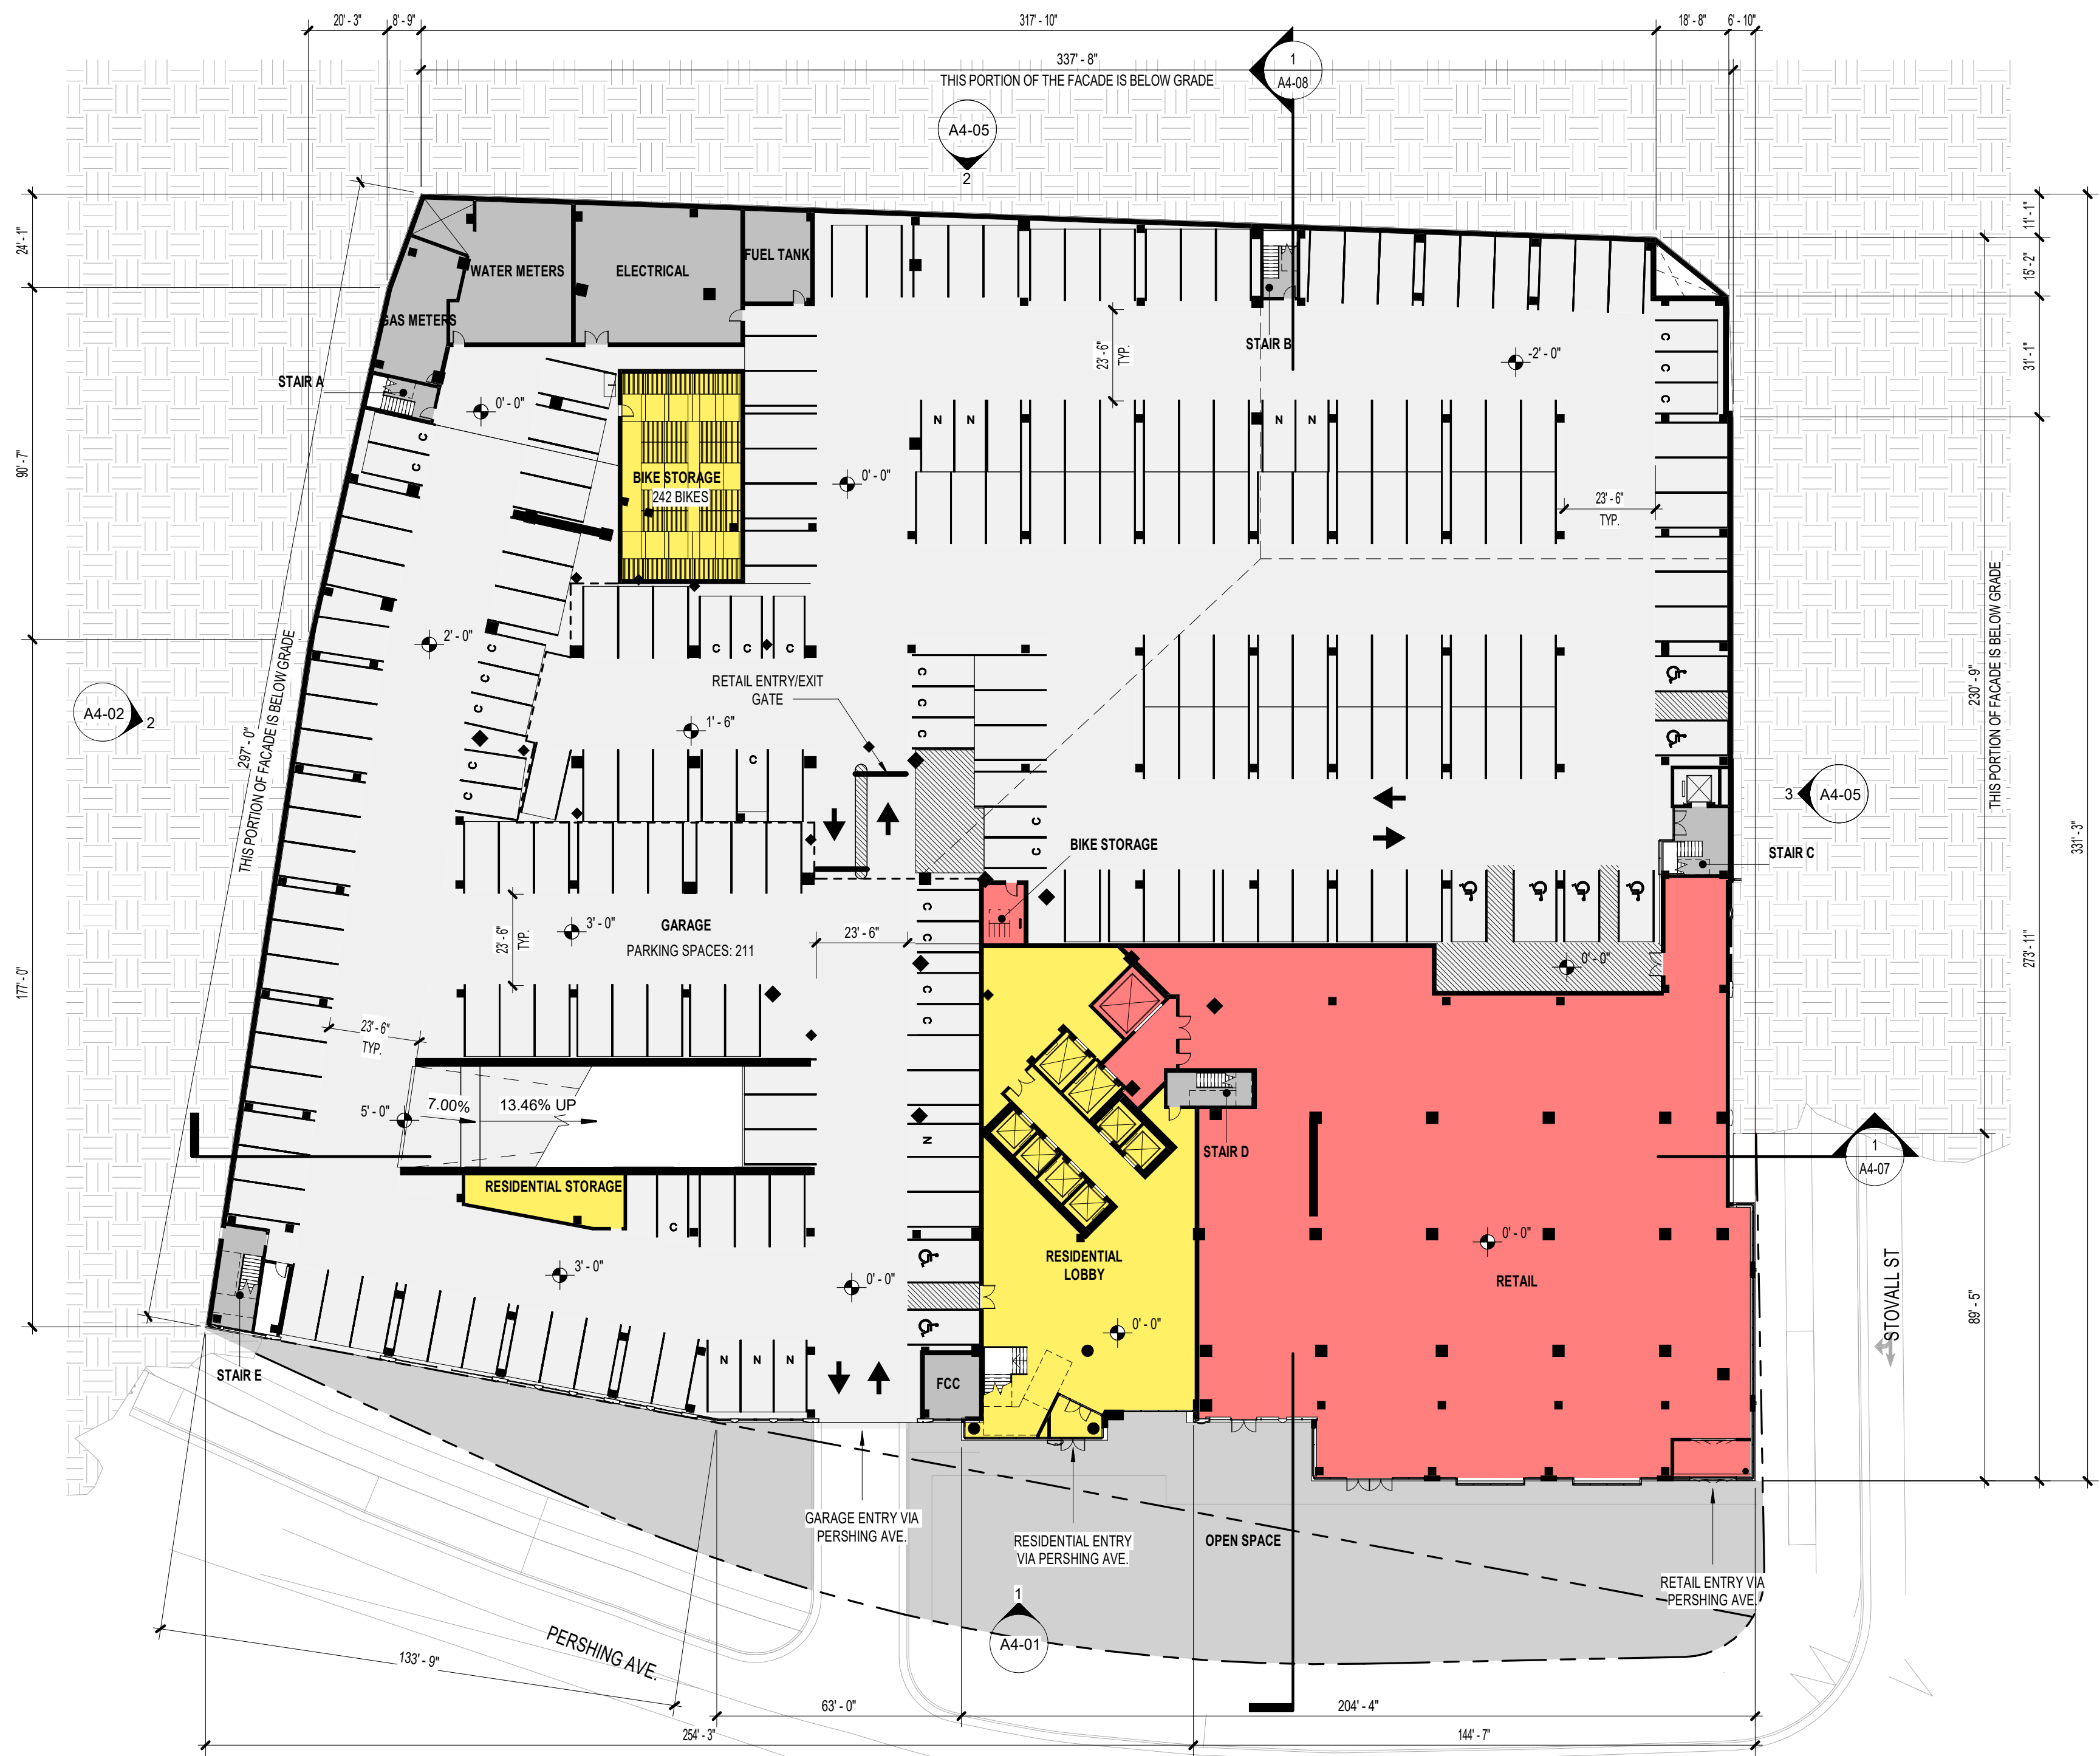 20' - 3"
8' - 9"
317' - 10"
18' - 8"
6' - 10"
337' - 8"
THIS PORTION OF THE FACADE IS BELOW GRADE
1
A4-08
A4-05
2
24' - 1"
90' - 7"
177' - 0"
11' - 1"
15' - 2"
31' - 1"
230' - 9"
273' - 11"
331' - 3"
89' - 5"
WATER METERS
ELECTRICAL
FUEL TANK
GAS METERS
STAIR A
STAIR B
23' - 6"
TYP.
-2' - 0"
C
C
C
0' - 0"
C
C
N
N
N
N
BIKE STORAGE
242 BIKES
0' - 0"
23' - 6"
TYP.
THIS PORTION OF FACADE IS BELOW GRADE
297' - 0"
THIS PORTION OF FACADE IS BELOW GRADE
2' - 0"
C
C
C
C
C
C
C
C
C
C
C
C
RETAIL ENTRY/EXIT
GATE
A4-02
2
1' - 6"
C
C
C
3
A4-05
BIKE STORAGE
STAIR C
GARAGE
PARKING SPACES: 211
3' - 0"
23' - 6"
TYP.
23' - 6"
C
C
C
C
C
0' - 0"
23' - 6"
TYP.
5' - 0"
7.00%
13.46% UP
N
STAIR D
1
A4-07
RESIDENTIAL STORAGE
C
3' - 0"
0' - 0"
RESIDENTIAL
LOBBY
0' - 0"
0' - 0"
RETAIL
STOVALL ST
STAIR E
N
N
N
FCC
GARAGE ENTRY VIA
PERSHING AVE.
RESIDENTIAL ENTRY
VIA PERSHING AVE.
OPEN SPACE
RETAIL ENTRY VIA
PERSHING AVE.
1
A4-01
PERSHING AVE.
133' - 9"
63' - 0"
204' - 4"
254' - 3"
144' - 7"